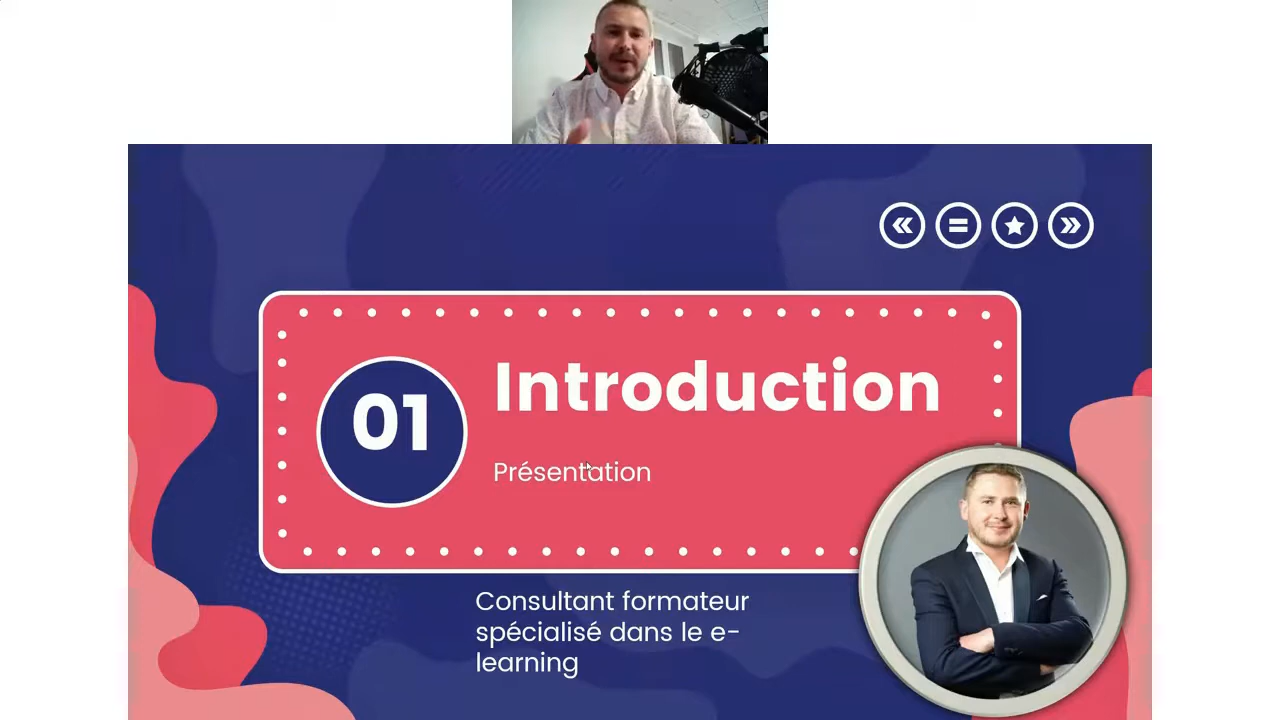 01
Introduction
Présentation
Consultant formateur
spécialisé dans le e-
learning